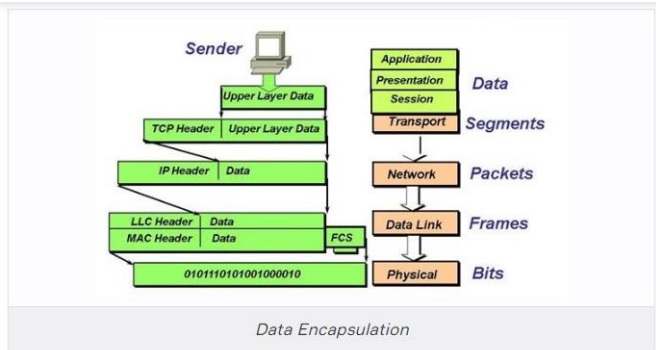 Sender
Upper Layer Data
TCP Header Upper Layer Data
IP Header Data
LLC Header Data
MAC Header Data FCS
0101110101001000010
Application
Presentation
Session
Data
Transport Segments
Network Packets
Data Link Frames
Physical Bits
Data Encapsulation